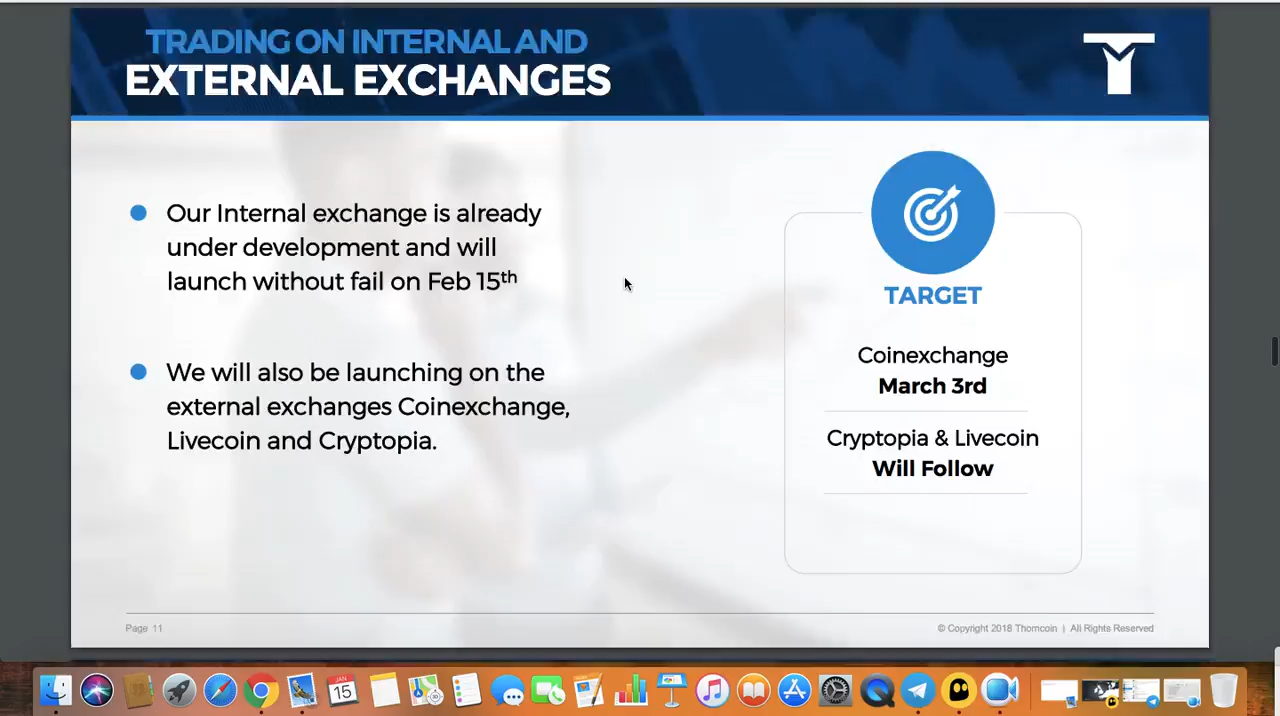 TRADING ON INTERNAL AND
EXTERNAL EXCHANGES
Our Internal exchange is already
under development and will
launch without fail on Feb 15th
We will also be launching on the
external exchanges Coinexchange,
Livecoin and Cryptopia.
TARGET
Coinexchange
March 3rd
Cryptopia & Livecoin
Will Follow
Page 11
© Copyright 2018 Thorncoin | All Rights Reserved
JAN
15